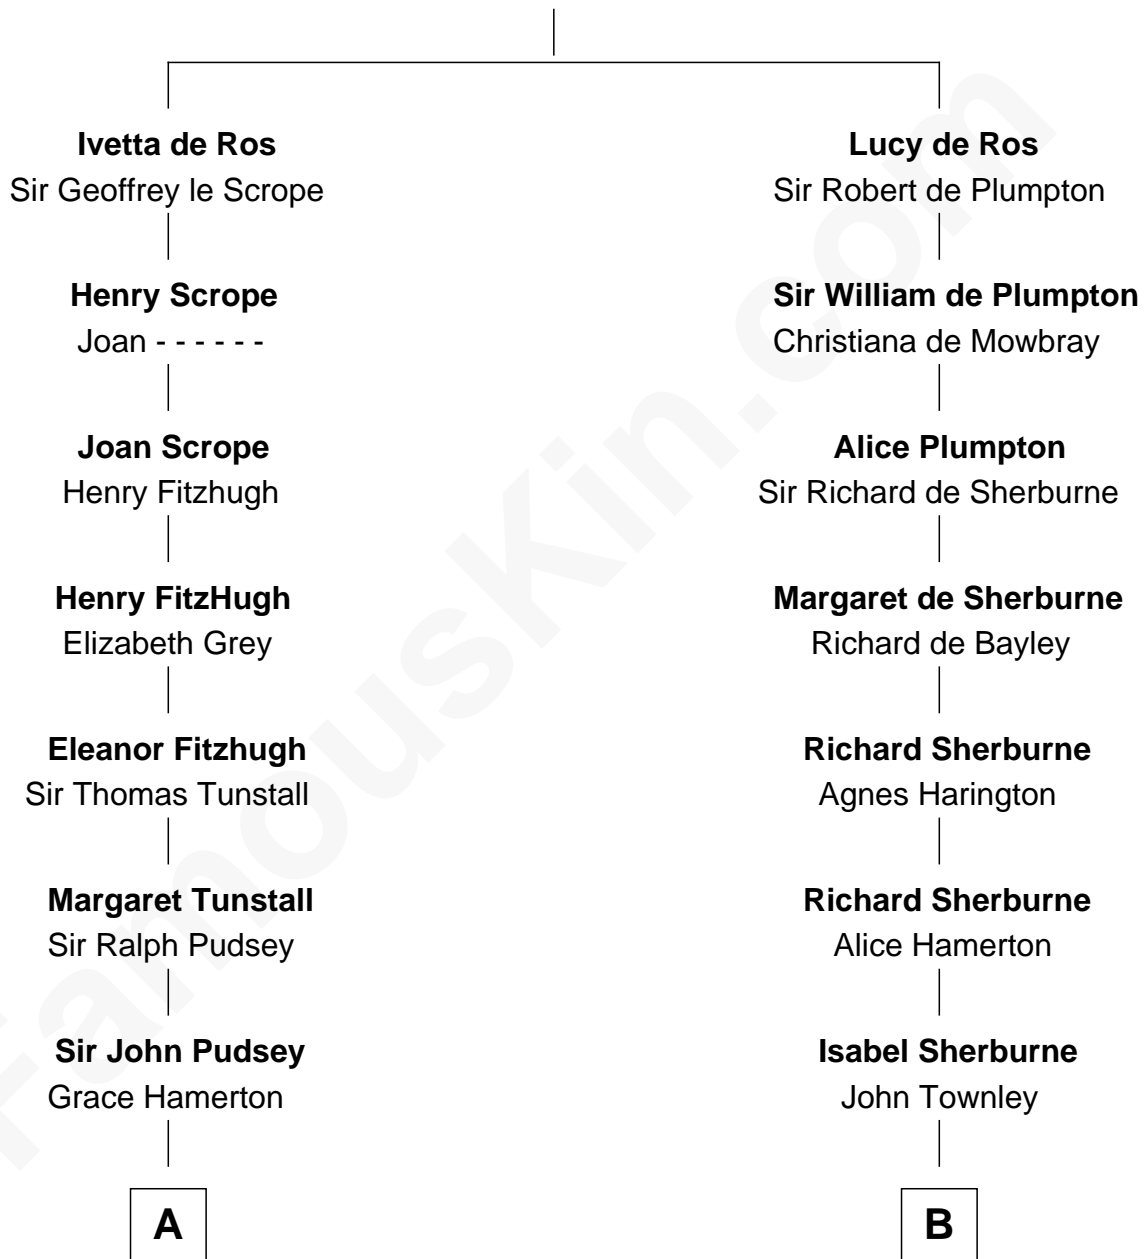 Ivetta de Ros
Sir Geoffrey le Scrope
Henry Scrope
Joan - - - - - -
Joan Scrope
Henry Fitzhugh
Henry FitzHugh
Elizabeth Grey
Eleanor Fitzhugh
Sir Thomas Tunstall
Margaret Tunstall
Sir Ralph Pudsey
Sir John Pudsey
Grace Hamerton
A
Lucy de Ros
Sir Robert de Plumpton
Sir William de Plumpton
Christiana de Mowbray
Alice Plumpton
Sir Richard de Sherburne
Margaret de Sherburne
Richard de Bayley
Richard Sherburne
Agnes Harington
Richard Sherburne
Alice Hamerton
Isabel Sherburne
John Townley
B
FamousKin.com